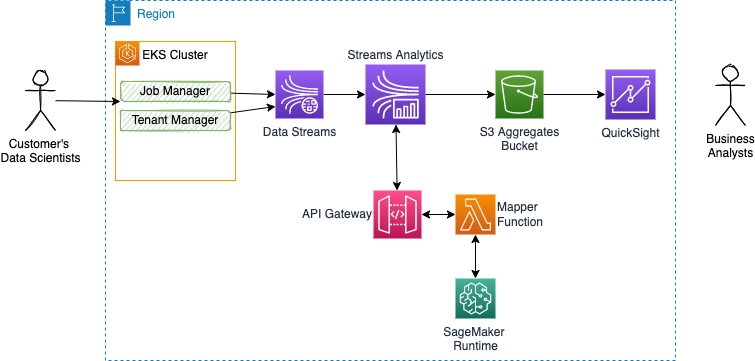 Region
EKS Cluster
Job Manager
Tenant Manager
Customer's
Data Scientists
Data Streams
Streams Analytics
S3 Aggregates
Bucket
QuickSight
Business
Analysts
API Gateway
Mapper
Function
SageMaker
Runtime